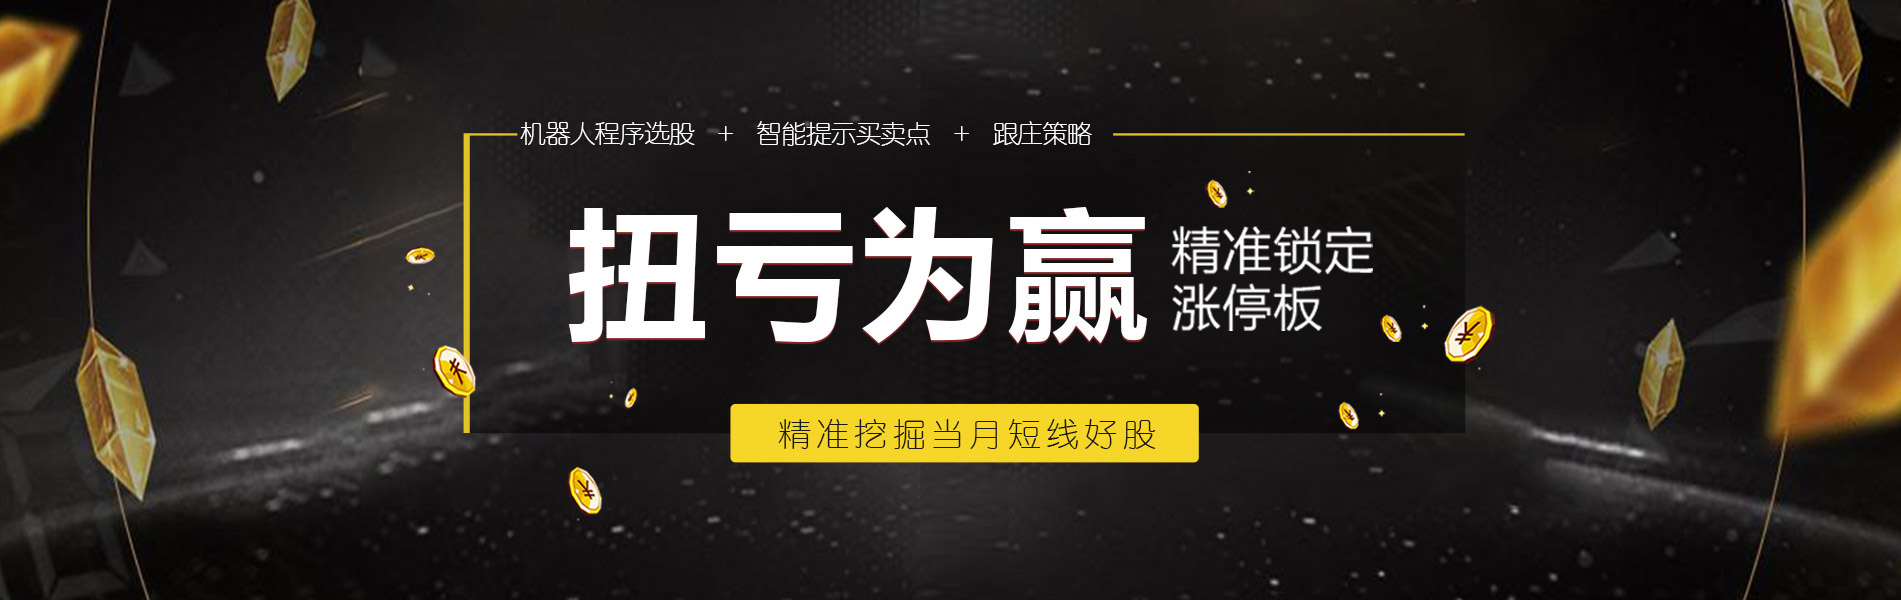 机器人程序选股 + 智能提示买卖点 + 跟庄策略
扭亏为赢
精准锁定
涨停板
精准挖掘当月短线好股